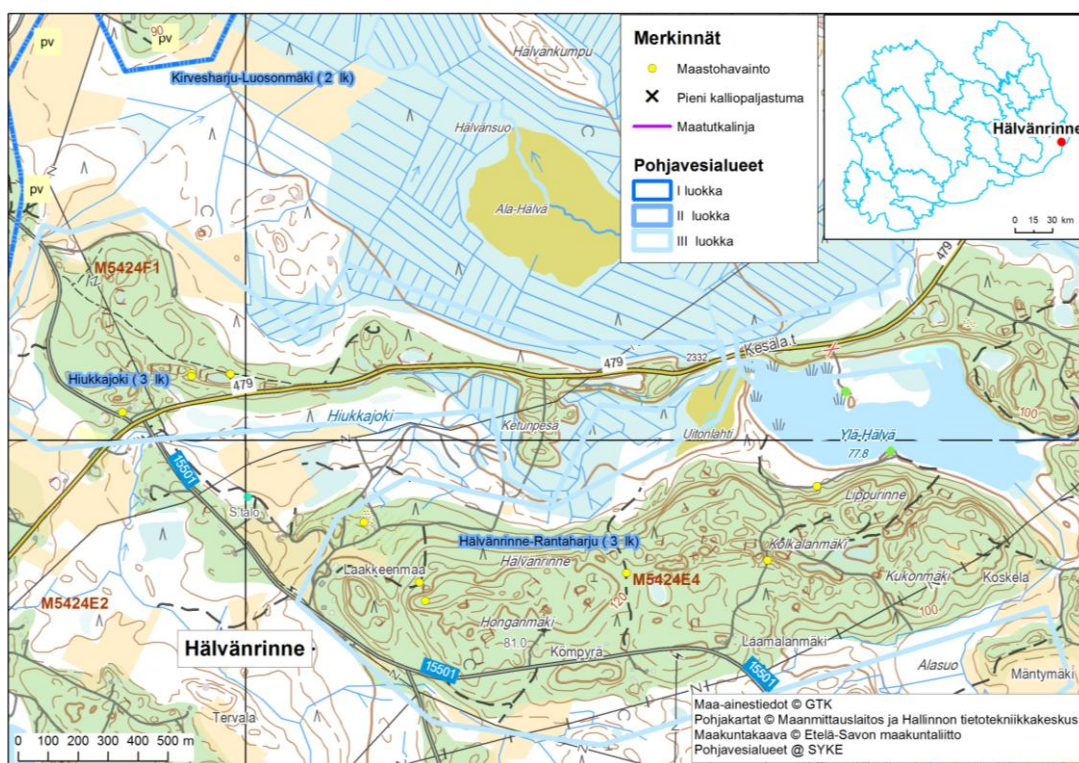 pv
90
pv
Kirvesharju-Luosonmäki ( 2 lk)
Hälvänkumpu
Hälvänsuo
Ala-Hälvä
pv
M5424F1
Hiukkajoki ( 3 lk)
479
Hiukkajoki
479
Ketunpesä
2332
Kesälä.t
479
Uitonlahti
Ylä-Hälvä
77.8
100
15501
S.talo
Lippurinne
Hälvänrinne-Rantaharju ( 3 lk)
Hälvänrinne
Kolkalanmäki
Laakkeenmaa
M5424E4
120
Kukonmäki
Koskela
100
M5424E2
Honganmäki
81.0
Kompyrä
Laamalanmäki
Hälvänrinne
15501
15501
Alasuo
Mäntymäki
Tervala
0 100 200 300 400 500 m
Merkinnät
Maastohavainto
Pieni kalliopaljastuma
Maatutkalinja
Pohjavesialueet
I luokka
II luokka
III luokka
Hälvänrinne
0 15 30 km
Maa-ainestiedot © GTK
Pohjakartat © Maanmittauslaitos ja Hallinnon tietotekniikkakeskus
Maakuntakaava © Etelä-Savon maakuntaliitto
Pohjavesialueet @ SYKE